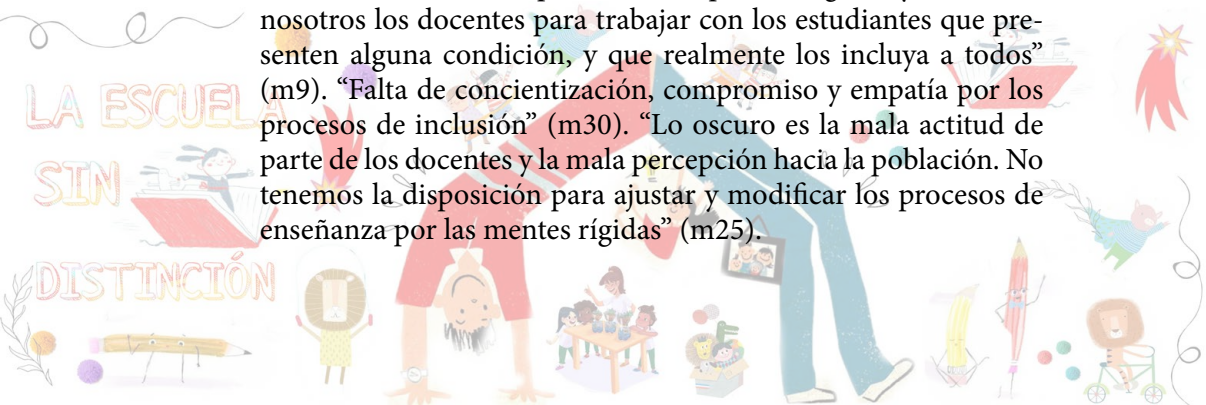 nosotros los docentes para trabajar con los estudiantes que pre-
senten alguna condición, y que realmente los incluya a todos”
(m9). “Falta de concientización, compromiso y empatía por los
procesos de inclusión” (m30). “Lo oscuro es la mala actitud de
parte de los docentes y la mala percepción hacia la población. No
tenemos la disposición para ajustar y modificar los procesos de
enseñanza por las mentes rígidas” (m25).
LA ESCUELA
SIN
DISTINCIÓN